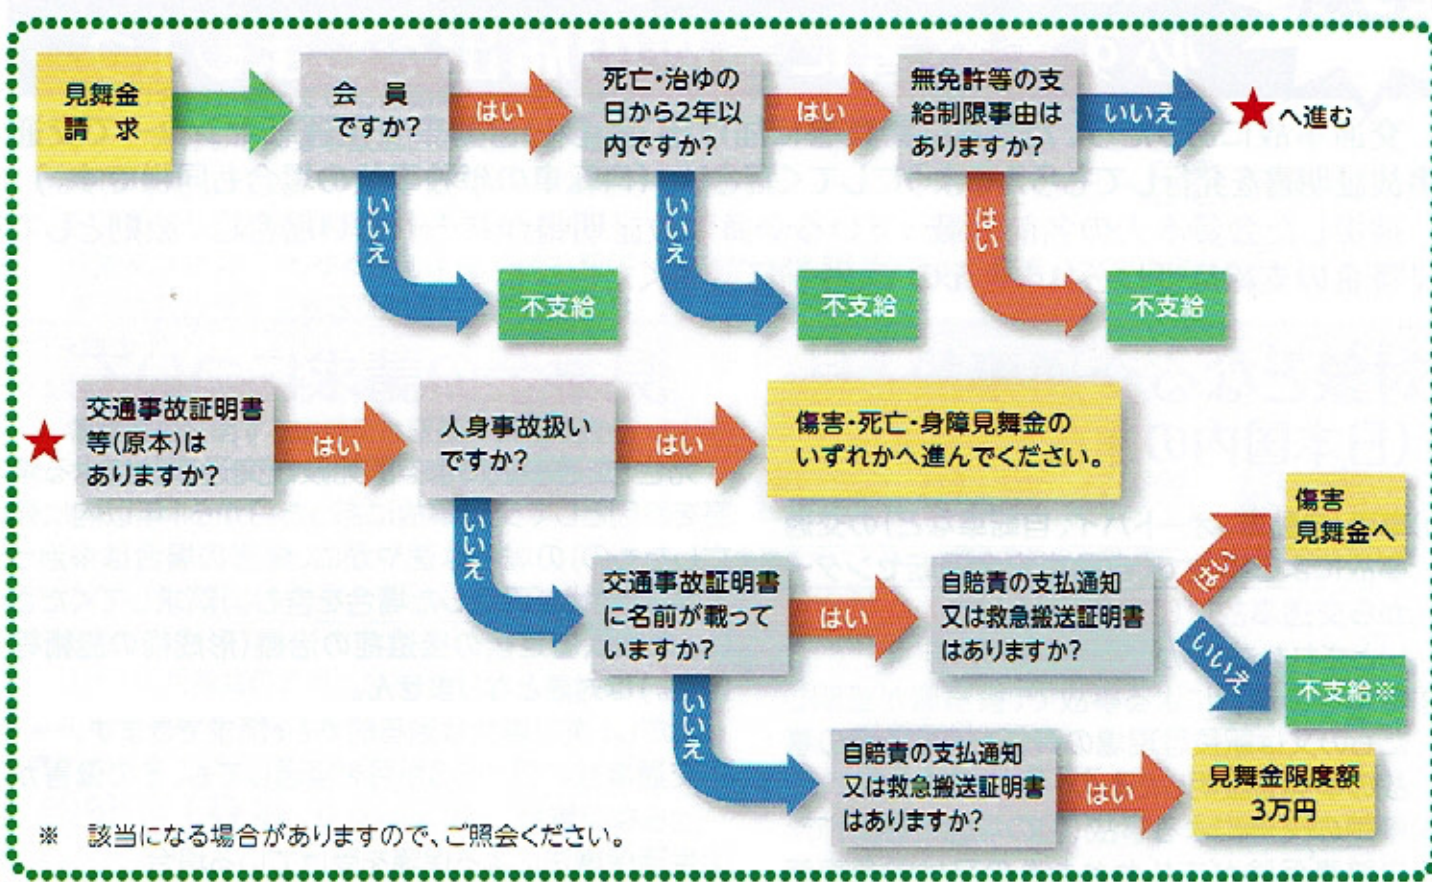 見舞金
請　求
会　員
ですか?
はい
死亡・治ゆの
日から2年以
内ですか?
はい
無免許等の支
給制限事由は
ありますか?
いいえ
★へ進む
いいえ
不支給
いいえ
不支給
はい
不支給
★
交通事故証明書
等(原本)は
ありますか?
はい
人身事故扱い
ですか?
はい
傷害・死亡・身障見舞金の
いずれかへ進んでください。
いいえ
交通事故証明書
に名前が載って
いますか?
はい
自賠責の支払通知
又は救急搬送証明書
はありますか?
はい
傷害
見舞金へ
いいえ
不支給※
いいえ
自賠責の支払通知
又は救急搬送証明書
はありますか?
はい
見舞金限度額
3万円
※　該当になる場合がありますので、ご照会ください。